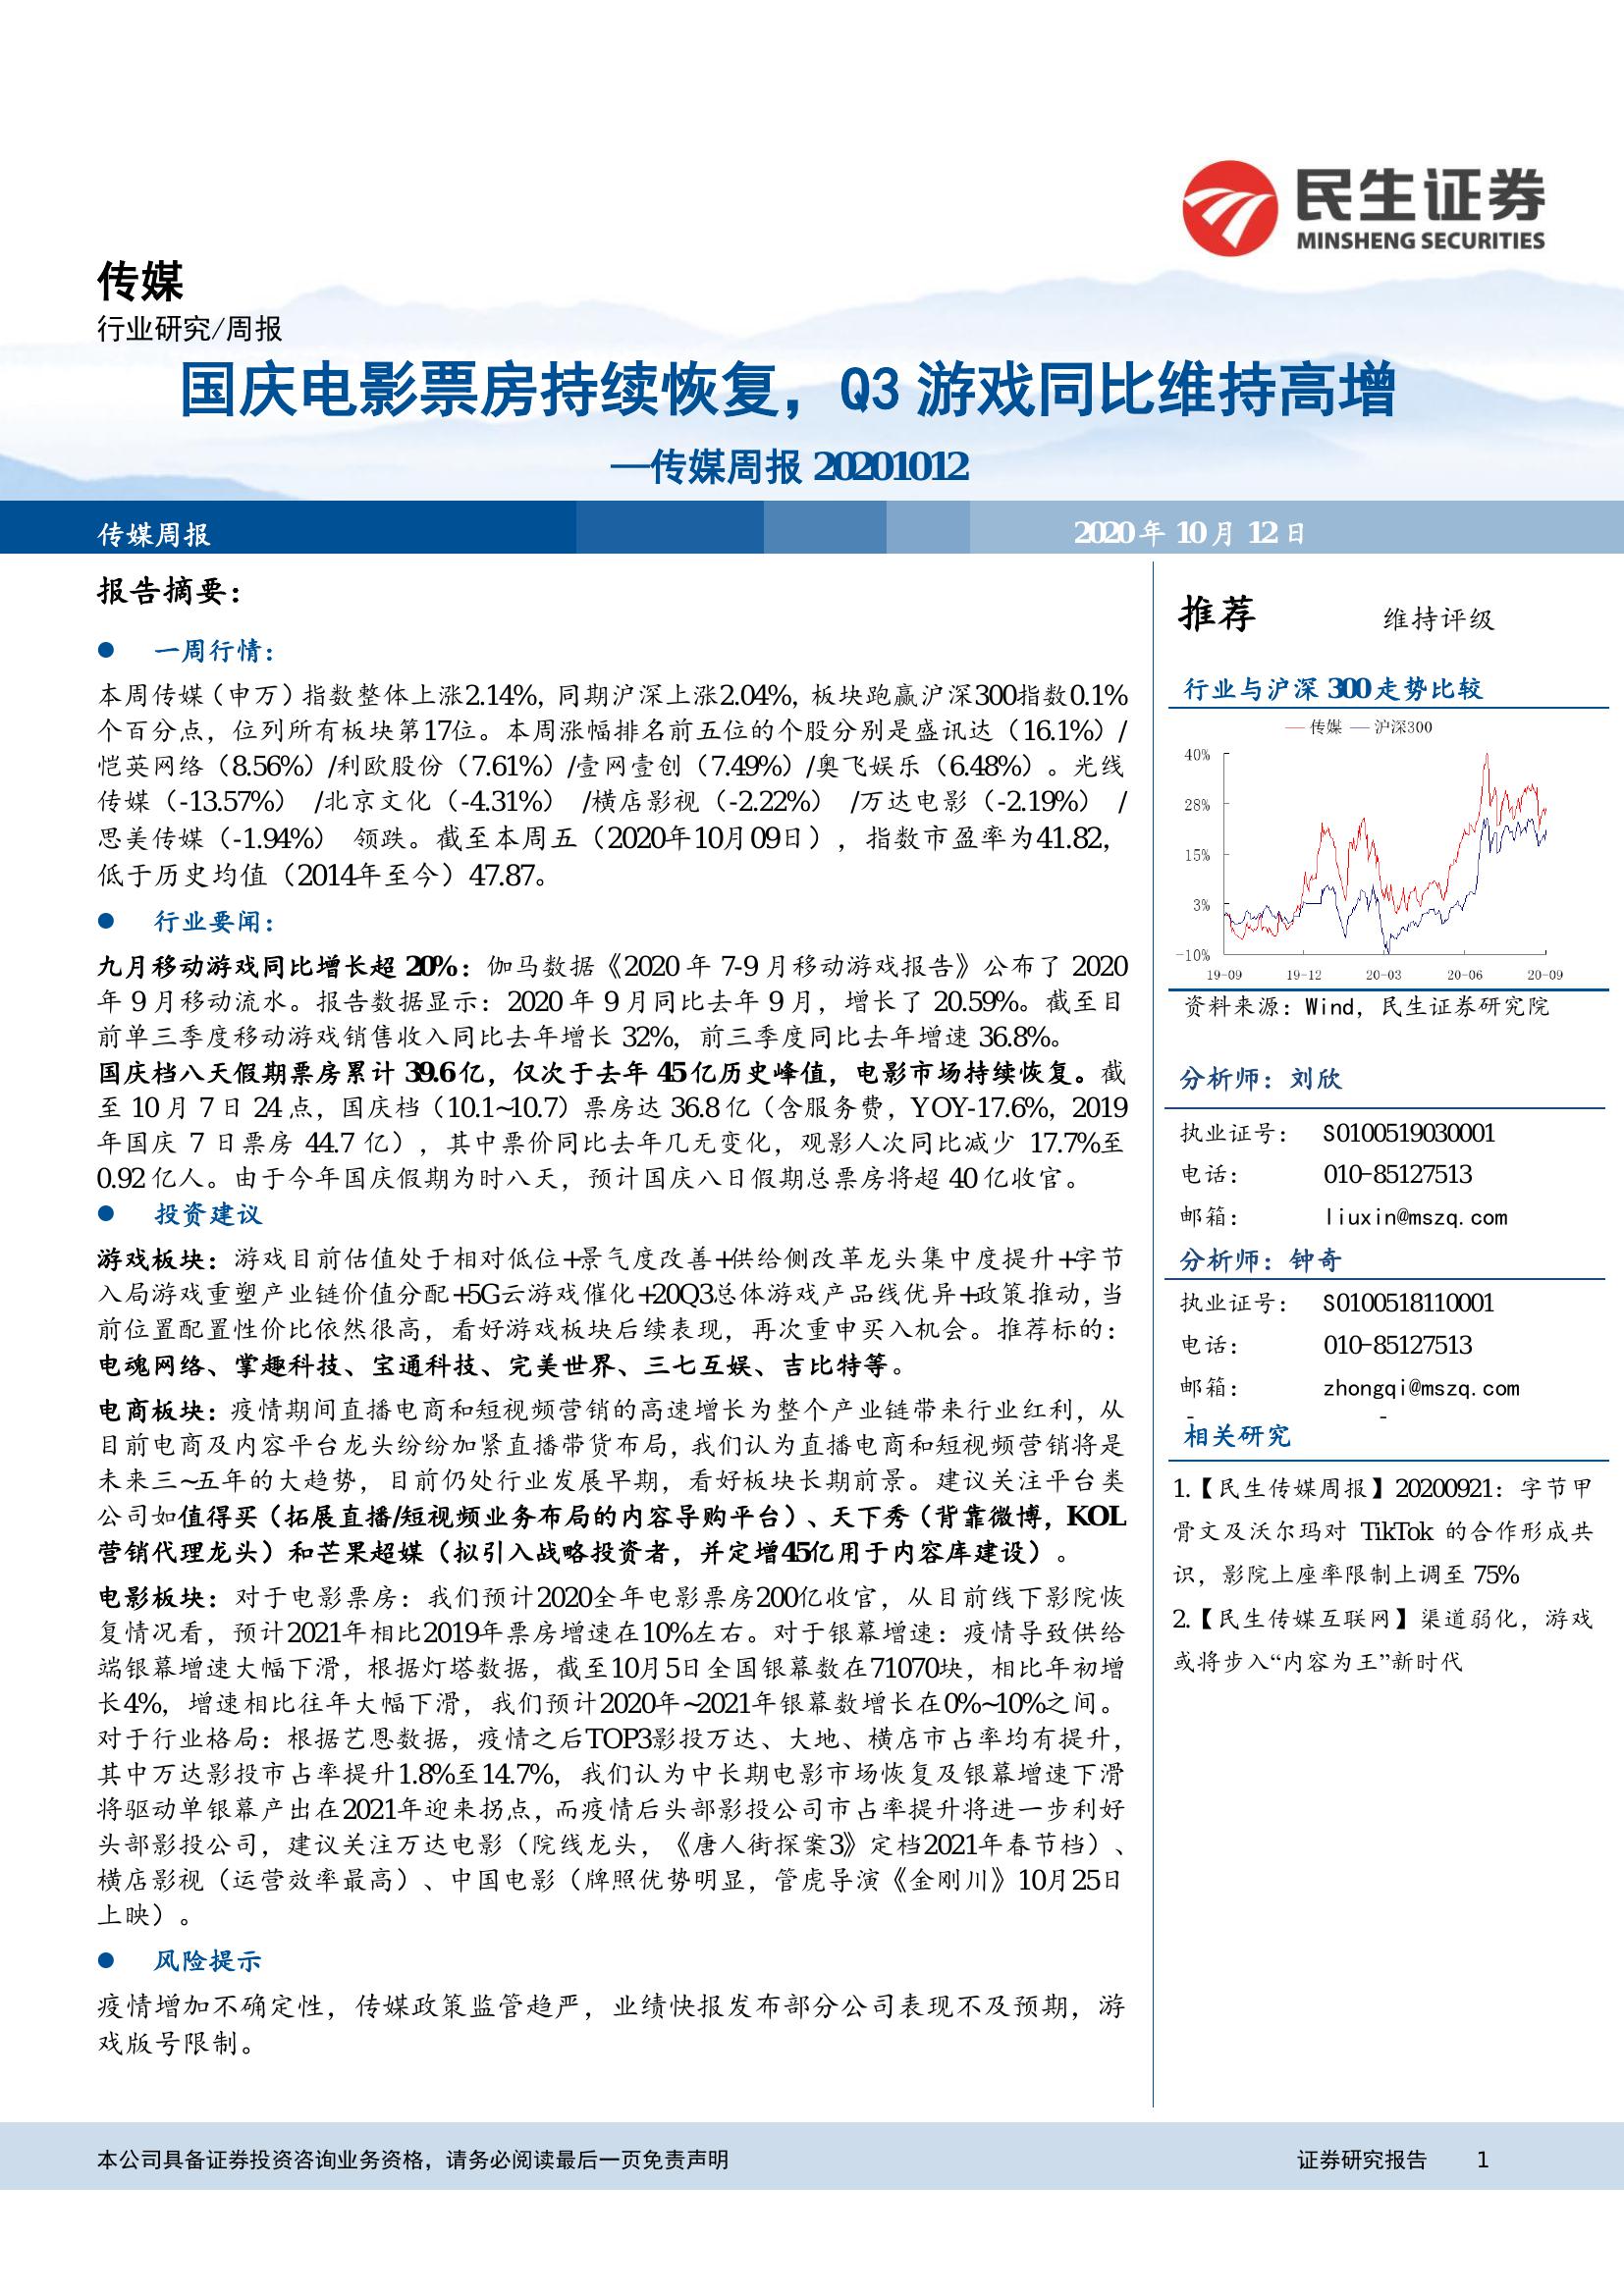 民生证券
MINSHENG SECURITIES
传媒
行业研究/周报
国庆电影票房持续恢复，Q3 游戏同比维持高增
—传媒周报 20201012
传媒周报
2020 年 10 月 12 日
报告摘要：
● 一周行情：
本周传媒（申万）指数整体上涨2.14%, 同期沪深上涨2.04%, 板块跑赢沪深300指数0.1%
个百分点，位列所有板块第17位。本周涨幅排名前五位的个股分别是盛讯达（16.1%）/
恺英网络（8.56%）/利欧股份（7.61%）/壹网壹创（7.49%）/奥飞娱乐（6.48%）。光线
传媒（-13.57%） /北京文化（-4.31%） /横店影视（-2.22%） /万达电影（-2.19%） /
思美传媒（-1.94%） 领跌。截至本周五（2020年10月09日），指数市盈率为41.82，
低于历史均值（2014年至今）47.87。
● 行业要闻：
九月移动游戏同比增长超 20%：伽马数据《2020 年 7-9 月移动游戏报告》公布了 2020
年 9 月移动流水。报告数据显示：2020 年 9 月同比去年 9 月，增长了 20.59%。截至目
前单三季度移动游戏销售收入同比去年增长 32%，前三季度同比去年增速 36.8%。
国庆档八天假期票房累计 39.6 亿，仅次于去年 45 亿历史峰值，电影市场持续恢复。截
至 10 月 7 日 24 点，国庆档（10.1~10.7）票房达 36.8 亿（含服务费，YOY-17.6%，2019
年国庆 7 日票房 44.7 亿），其中票价同比去年几无变化，观影人次同比减少 17.7%至
0.92 亿人。由于今年国庆假期为时八天，预计国庆八日假期总票房将超 40 亿收官。
● 投资建议
游戏板块：游戏目前估值处于相对低位+景气度改善+供给侧改革龙头集中度提升+字节
入局游戏重塑产业链价值分配+5G云游戏催化+20Q3总体游戏产品线优异+政策推动,当
前位置配置性价比依然很高，看好游戏板块后续表现，再次重申买入机会。推荐标的：
电魂网络、掌趣科技、宝通科技、完美世界、三七互娱、吉比特等。
电商板块：疫情期间直播电商和短视频营销的高速增长为整个产业链带来行业红利，从
目前电商及内容平台龙头纷纷加紧直播带货布局，我们认为直播电商和短视频营销将是
未来三~五年的大趋势，目前仍处行业发展早期，看好板块长期前景。建议关注平台类
公司如值得买（拓展直播/短视频业务布局的内容导购平台）、天下秀（背靠微博，KOL
营销代理龙头）和芒果超媒（拟引入战略投资者，并定增45亿用于内容库建设）。
电影板块：对于电影票房：我们预计2020全年电影票房200亿收官，从目前线下影院恢
复情况看，预计2021年相比2019年票房增速在10%左右。对于银幕增速：疫情导致供给
端银幕增速大幅下滑，根据灯塔数据，截至10月5日全国银幕数在71070块，相比年初增
长4%，增速相比往年大幅下滑，我们预计2020年~2021年银幕数增长在0%~10%之间。
对于行业格局：根据艺恩数据，疫情之后TOP3影投万达、大地、横店市占率均有提升，
其中万达影投市占率提升1.8%至14.7%，我们认为中长期电影市场恢复及银幕增速下滑
将驱动单银幕产出在2021年迎来拐点，而疫情后头部影投公司市占率提升将进一步利好
头部影投公司，建议关注万达电影（院线龙头，《唐人街探案3》定档2021年春节档）、
横店影视（运营效率最高）、中国电影（牌照优势明显，管虎导演《金刚川》10月25日
上映）。
● 风险提示
疫情增加不确定性，传媒政策监管趋严，业绩快报发布部分公司表现不及预期，游
戏版号限制。
推荐 维持评级
行业与沪深 300 走势比较
传媒 沪深300
40%
28%
15%
3%
-10%
19-09 19-12 20-03 20-06 20-09
资料来源：Wind，民生证券研究院
分析师：刘欣
执业证号： S0100519030001
电话： 010-85127513
邮箱： liuxin@mszq.com
分析师：钟奇
执业证号： S0100518110001
电话： 010-85127513
邮箱： zhongqi@mszq.com
- -
相关研究
1.【民生传媒周报】20200921：字节甲
骨文及沃尔玛对 TikTok 的合作形成共
识，影院上座率限制上调至 75%
2.【民生传媒互联网】渠道弱化，游戏
或将步入“内容为王”新时代
本公司具备证券投资咨询业务资格，请务必阅读最后一页免责声明
证券研究报告 1